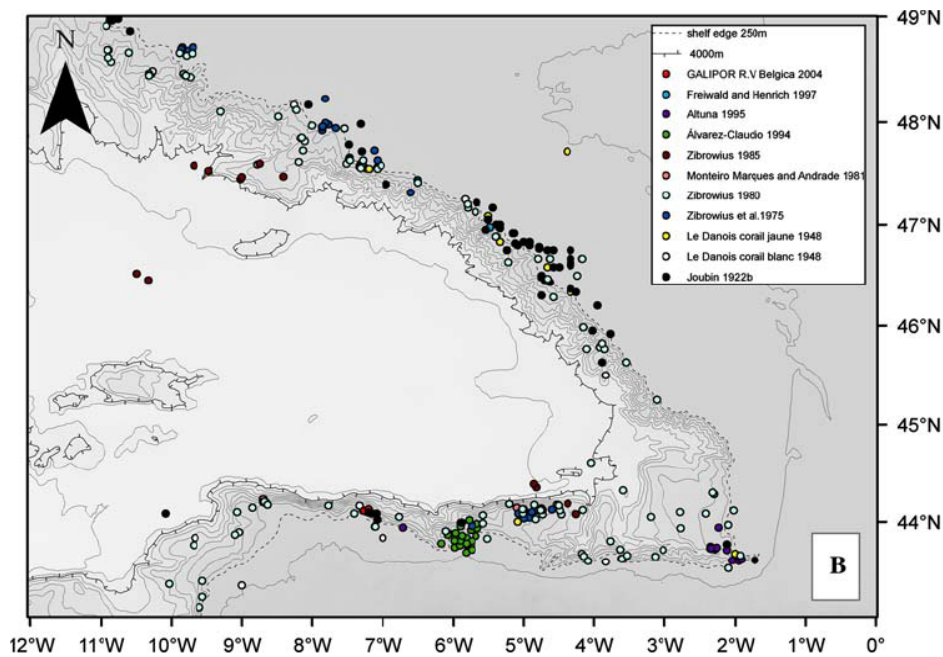 49°N
N
shelf edge 250m
4000m
GALIPOR R.V Belgica 2004
Freiwald and Henrich 1997
Altuna 1995
Álvarez-Claudo 1994
Zibrowius 1985
Monteiro Marques and Andrade 1981
Zibrowius 1980
Zibrowius et al.1975
Le Danois corail jaune 1948
Le Danois corail blanc 1948
Joubin 1922b
48°N
47°N
46°N
45°N
44°N
B
12°W 11°W 10°W 9°W 8°W 7°W 6°W 5°W 4°W 3°W 2°W 1°W 0°